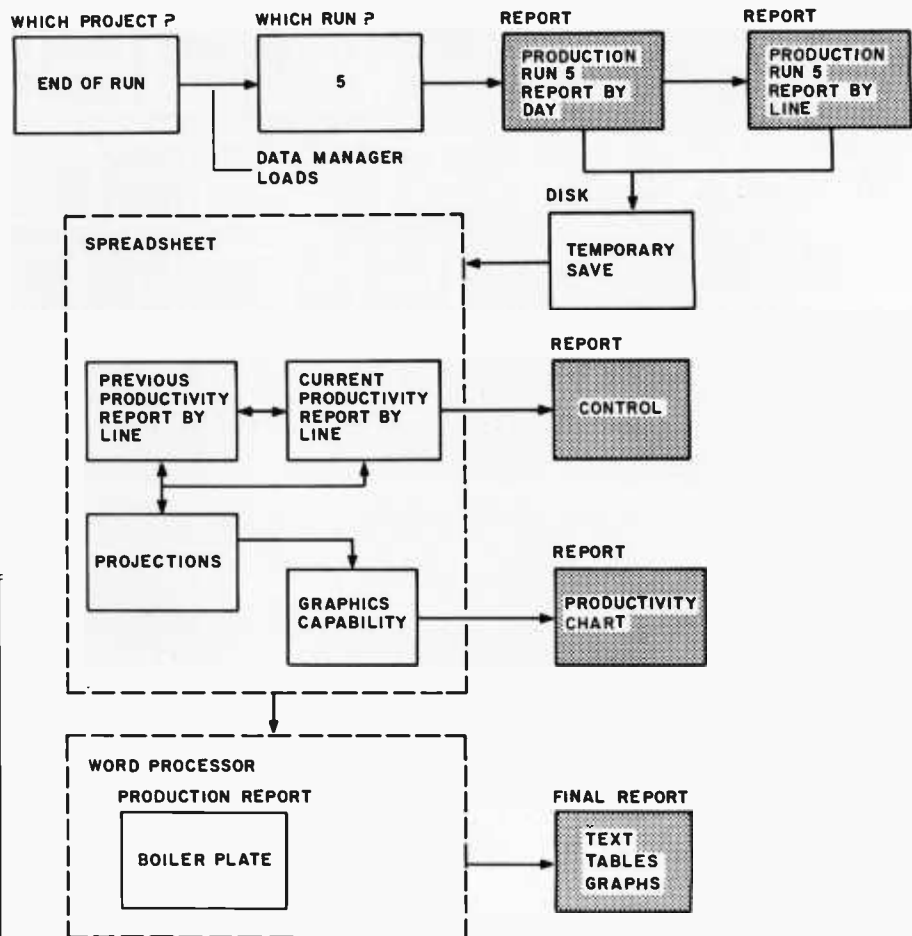 WHICH PROJECT ?
END OF RUN
WHICH RUN ?
5
DATA MANAGER
LOADS
REPORT
PRODUCTION
RUN 5
REPORT BY
DAY
REPORT
PRODUCTION
RUN 5
REPORT BY
LINE
DISK
TEMPORARY
SAVE
SPREADSHEET
PREVIOUS
PRODUCTIVITY
REPORT BY
LINE
CURRENT
PRODUCTIVITY
REPORT BY
LINE
REPORT
CONTROL
PROJECTIONS
GRAPHICS
CAPABILITY
REPORT
PRODUCTIVITY
CHART
WORD PROCESSOR
PRODUCTION REPORT
BOILER PLATE
FINAL REPORT
TEXT
TABLES
GRAPHS